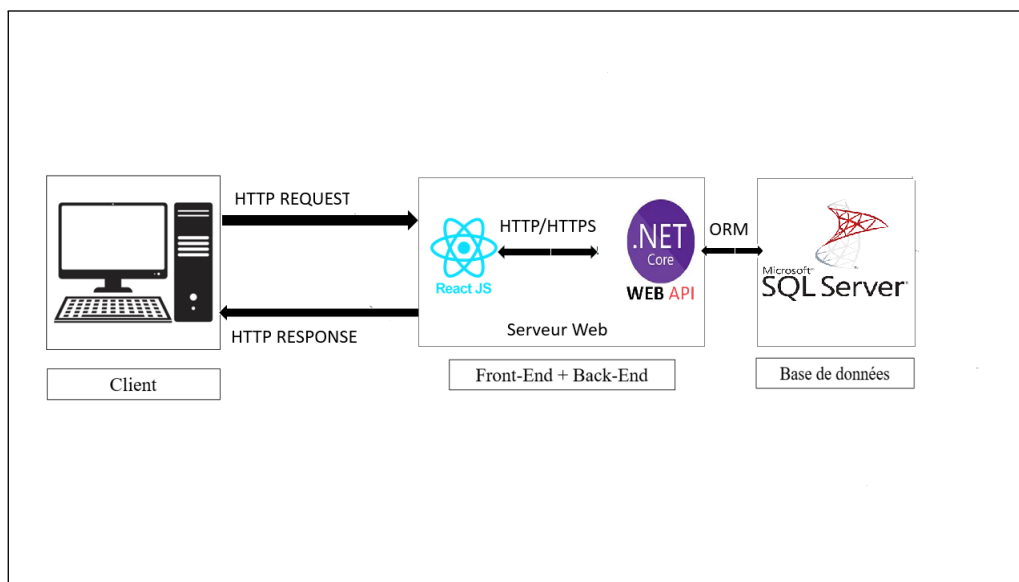 HTTP REQUEST
HTTP/HTTPS
ORM
.NET
Core
React JS
WEB API
Microsoft
SQL Server
Serveur Web
HTTP RESPONSE
Client
Front-End + Back-End
Base de données